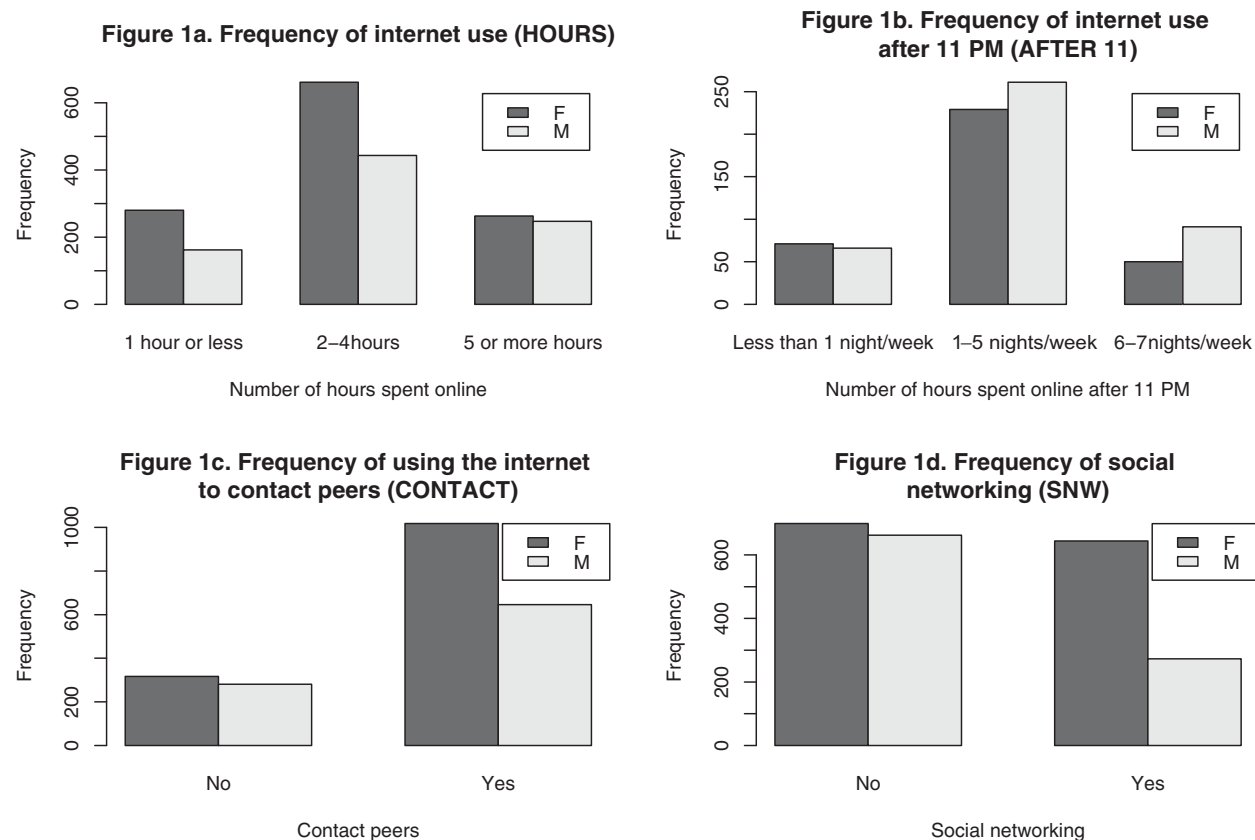 Figure 1a. Frequency of internet use (HOURS)
Frequency
0
200
400
600
F
M
1 hour or less
2–4hours
5 or more hours
Number of hours spent online
Figure 1b. Frequency of internet use
after 11 PM (AFTER 11)
Frequency
0
50
150
250
F
M
Less than 1 night/week
1–5 nights/week
6–7nights/week
Number of hours spent online after 11 PM
Figure 1c. Frequency of using the internet
to contact peers (CONTACT)
Frequency
0
200
600
1000
F
M
No
Yes
Contact peers
Figure 1d. Frequency of social
networking (SNW)
Frequency
0
200
400
600
F
M
No
Yes
Social networking